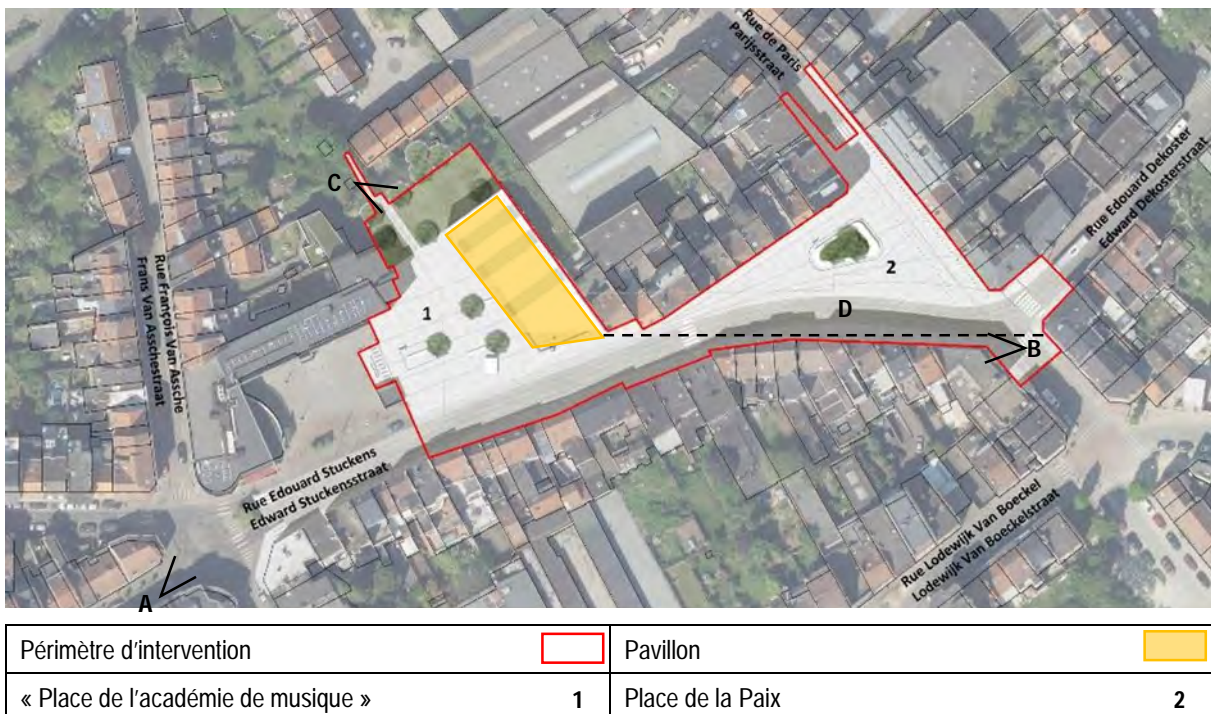 Rue de Paris
Parijsstraat
Rue Edouard Dekoster
Edward Dekosterstraat
C
Rue François Van Assche
Frans Van Asschestraat
1
2
D
B
Rue Edouard Stuckens
Edward Stuckensstraat
Rue Lodewijk Van Boeckel
Lodewijk Van Boeckelstraat
A
Périmètre d'intervention
Pavillon
« Place de l'académie de musique » 1
Place de la Paix 2